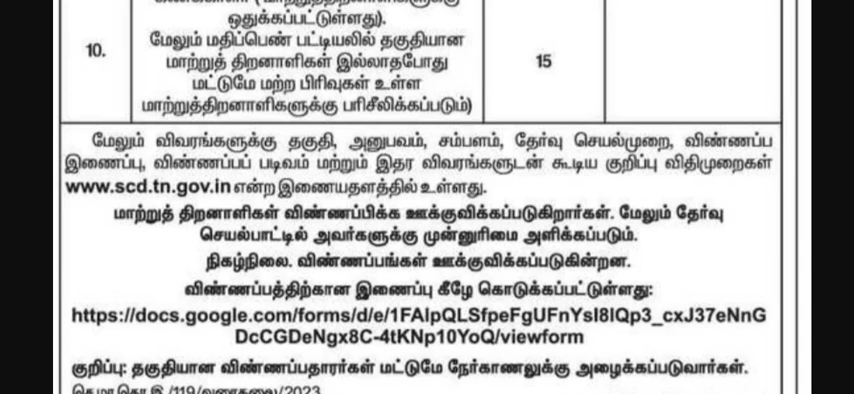 ஒதுக்கப்பட்டுள்ளது).
10.
மேலும் மதிப்பெண் பட்டியலில் தகுதியான
மாற்றுத் திறனாளிகள் இல்லாதபோது
15
மட்டுமே மற்ற பிரிவுகள் உள்ள
மாற்றுத்திறனாளிகளுக்கு பரிசீலிக்கப்படும்)
மேலும் விவரங்களுக்கு தகுதி, அனுபவம், சம்பளம், தேர்வு செயல்முறை, விண்ணப்ப
இணைப்பு, விண்ணப்பப் படிவம் மற்றும் இதர விவரங்களுடன் கூடிய குறிப்பு விதிமுறைகள்
www.scd.tn.gov.in என்ற இணையதளத்தில் உள்ளது.
மாற்றுத் திறனாளிகள் விண்ணப்பிக்க ஊக்குவிக்கப்படுகிறார்கள். மேலும் தேர்வு
செயல்பாட்டில் அவர்களுக்கு முன்னுரிமை அளிக்கப்படும்.
நிகழ்நிலை. விண்ணப்பங்கள் ஊக்குவிக்கப்படுகின்றன.
விண்ணப்பத்திற்கான இணைப்பு கீழே கொடுக்கப்பட்டுள்ளது:
https://docs.google.com/forms/d/e/1FAIpQLSfpeFgUFnYsI8IQp3_cxJ37eNnG
DcCGDeNgx8C-4tKNp10YoQ/viewform
குறிப்பு: தகுதியான விண்ணப்பதாரர்கள் மட்டுமே நேர்காணலுக்கு அழைக்கப்படுவார்கள்.